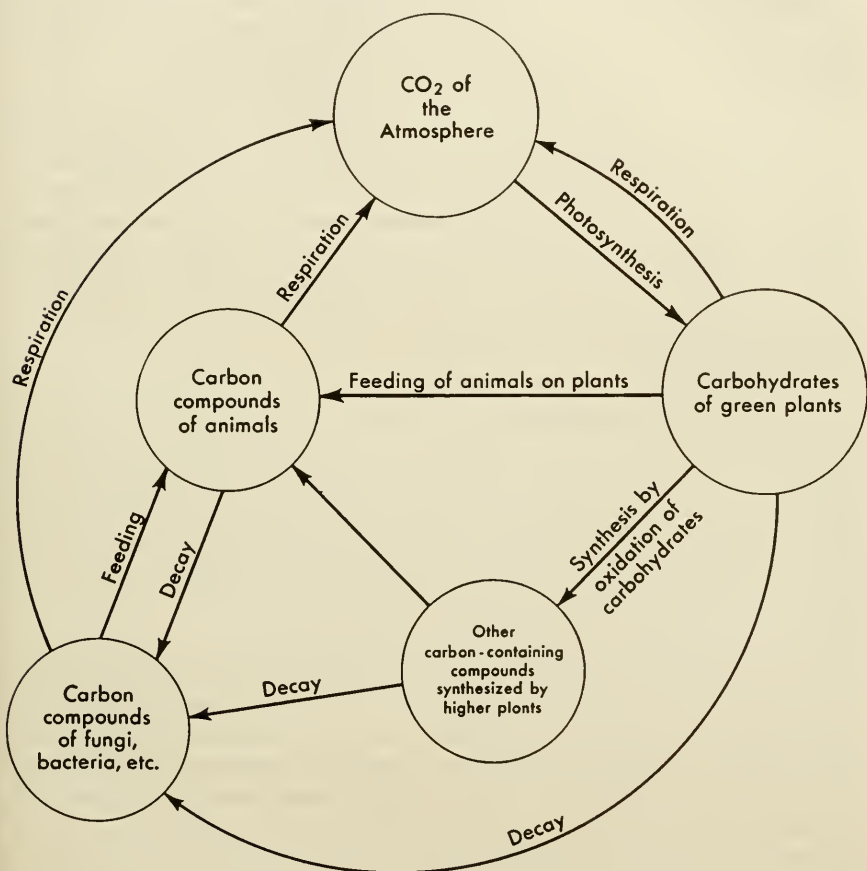 CO2 of
the
Atmosphere
Respiration
Photosynthesis
Respiration
Respiration
Carbon
compounds
of animals
Feeding of animals on plants
Carbohydrates
of green plants
Feeding
Decay
Synthesis by
oxidation of
carbohydrates
Other
carbon-containing
compounds
synthesized by
higher plants
Decay
Carbon
compounds
of fungi,
bacteria, etc.
Decay